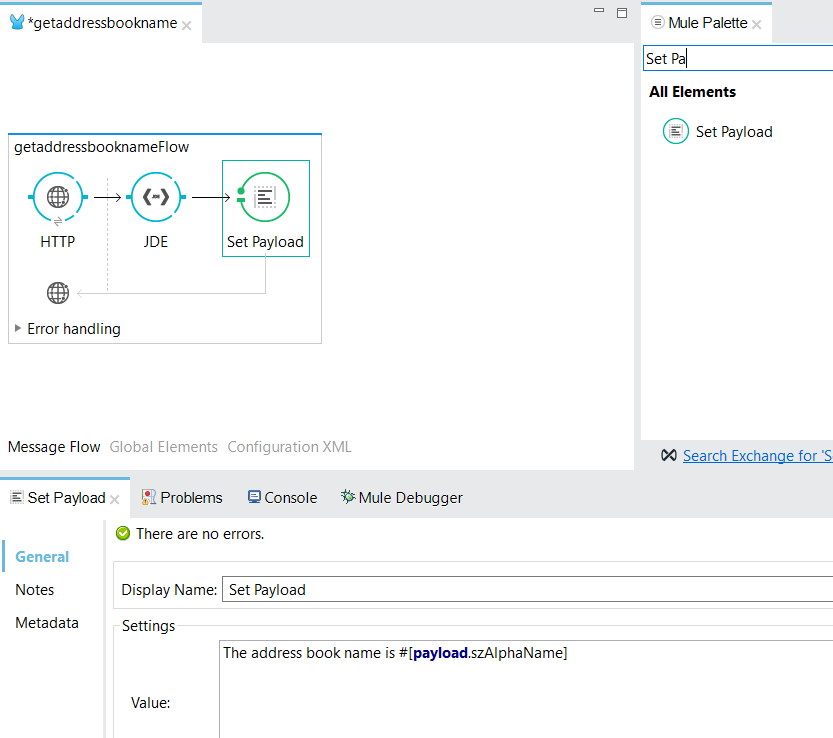 *getaddressbookname
Mule Palette
Set Pa
All Elements
Set Payload
getaddressbooknameFlow
HTTP
JDE
Set Payload
Error handling
Message Flow Global Elements Configuration XML
Search Exchange for 'S
Set Payload Problems Console Mule Debugger
There are no errors.
General
Notes
Metadata
Display Name: Set Payload
Settings
The address book name is #[payload.szAlphaName]
Value: